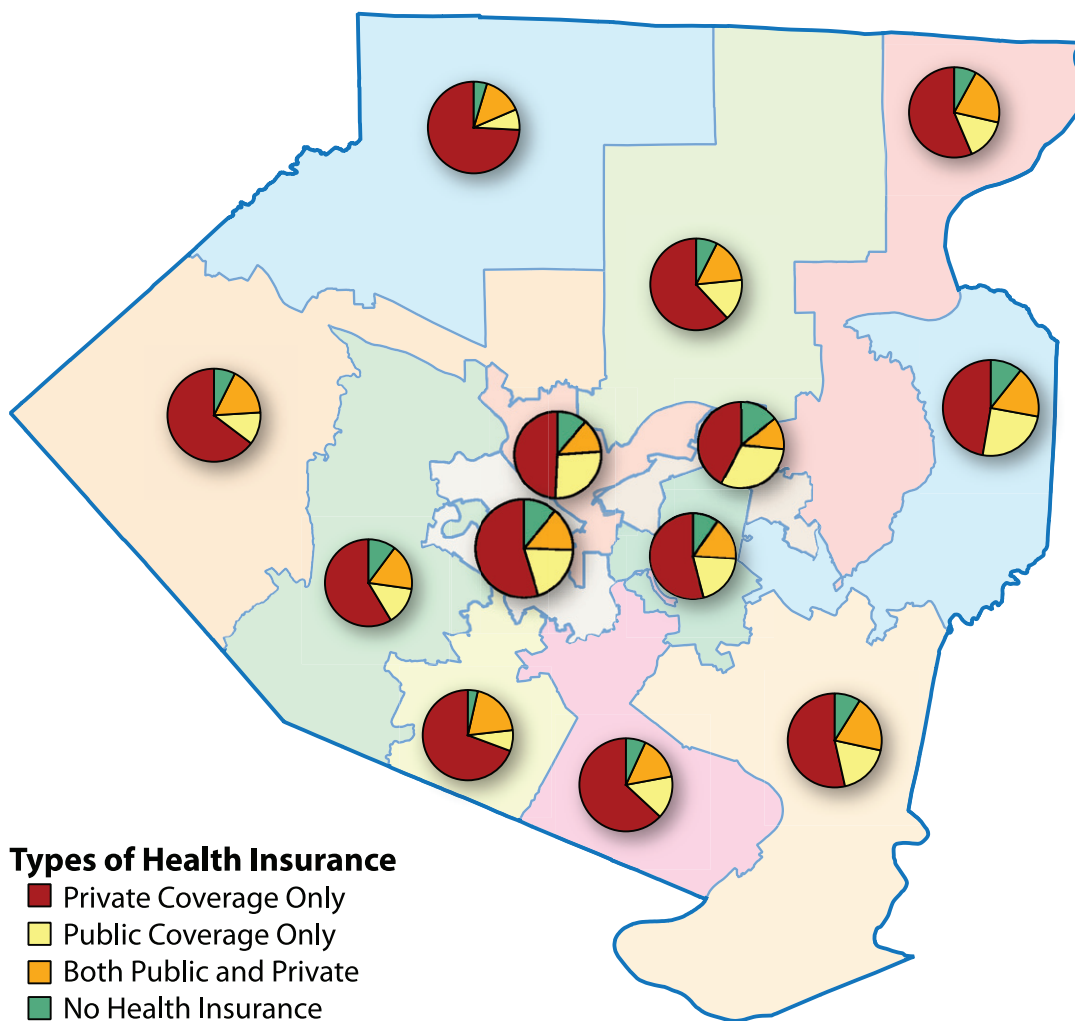 Types of Health Insurance
Private Coverage Only
Public Coverage Only
Both Public and Private
No Health Insurance